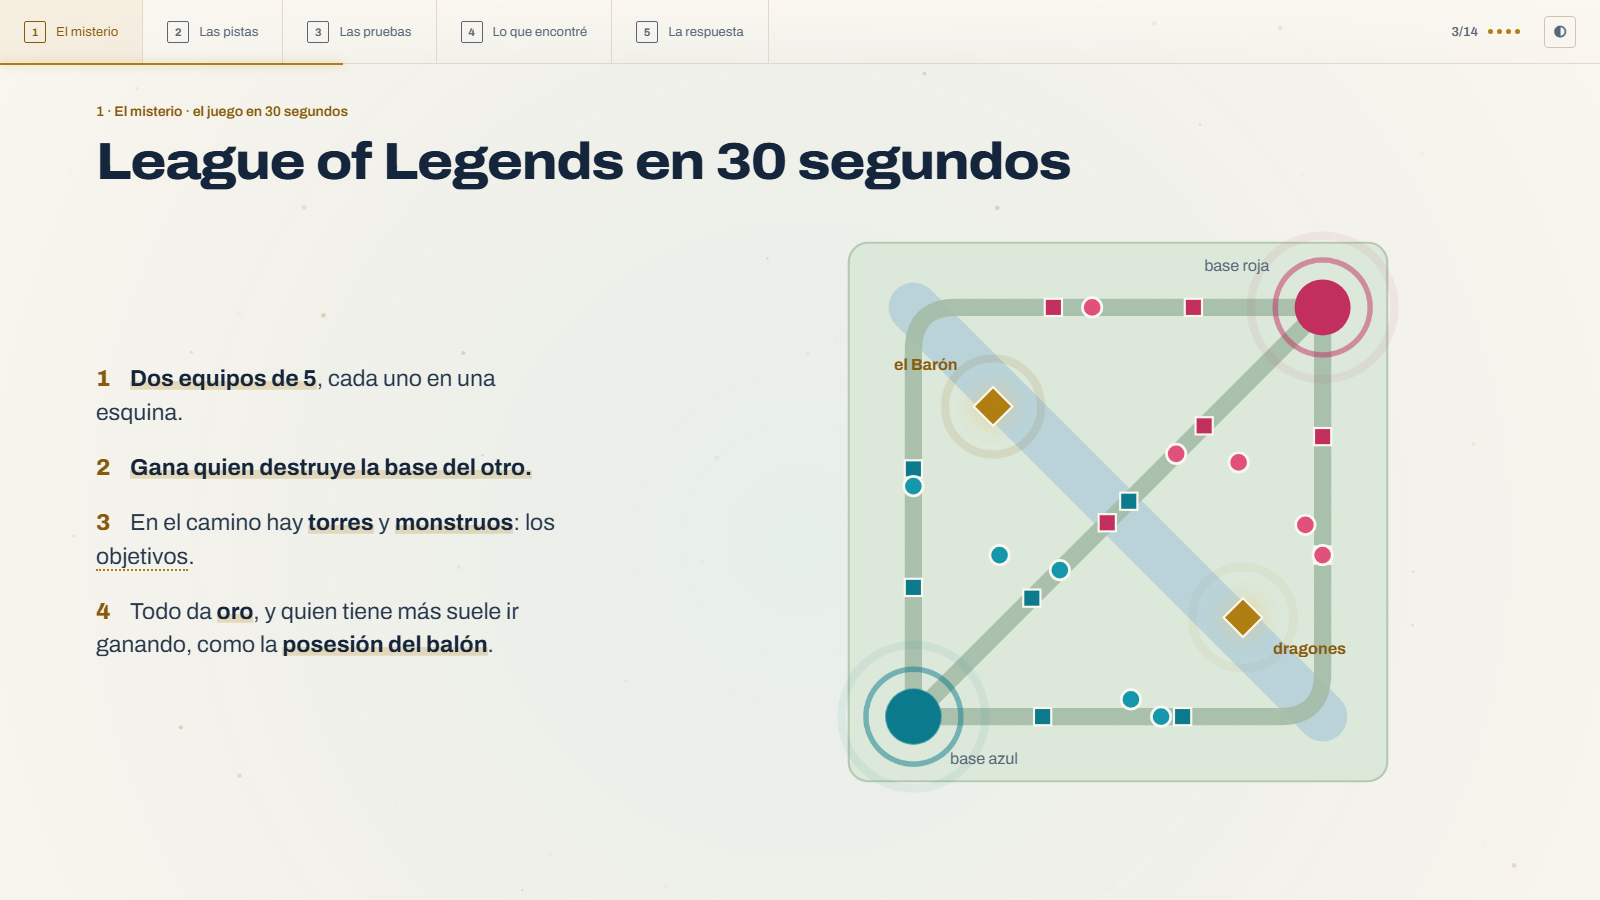 1 El misterio
2 Las pistas
3 Las pruebas
4 Lo que encontré
5 La respuesta
3/14
1 · El misterio · el juego en 30 segundos
League of Legends en 30 segundos
1 Dos equipos de 5, cada uno en una
esquina.
2 Gana quien destruye la base del otro.
3 En el camino hay torres y monstruos: los
objetivos.
4 Todo da oro, y quien tiene más suele ir
ganando, como la posesión del balón.
base roja
el Barón
dragones
base azul